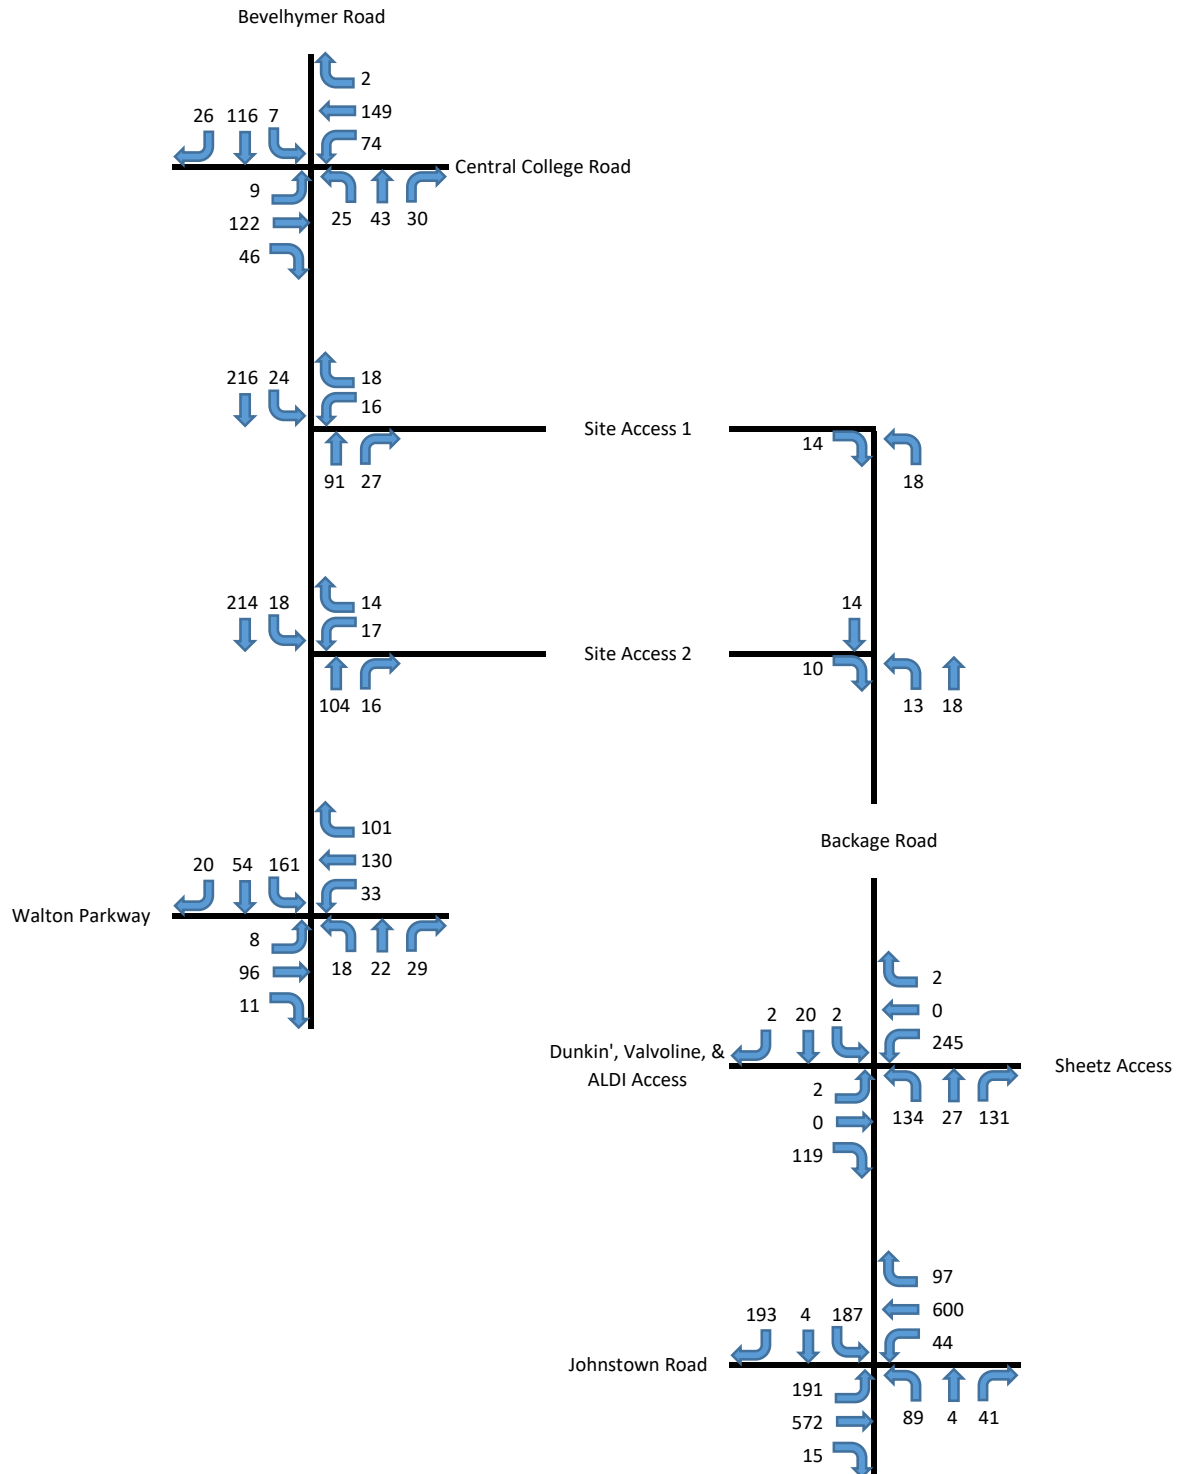 Bevelhymer Road
2
149
26 116 7
74
Central College Road
9
25 43 30
122
46
216 24 18
16
Site Access 1
14
91 27
18
214 18 14
14
17
Site Access 2
10
104 16
13 18
101
Backage Road
130
20 54 161
33
Walton Parkway
8
18 22 29
96
11
2
0
2 20 2
245
Dunkin', Valvoline, &
ALDI Access
Sheetz Access
2
134 27 131
0
119
97
193 4 187
600
44
Johnstown Road
191
89 4 41
572
15